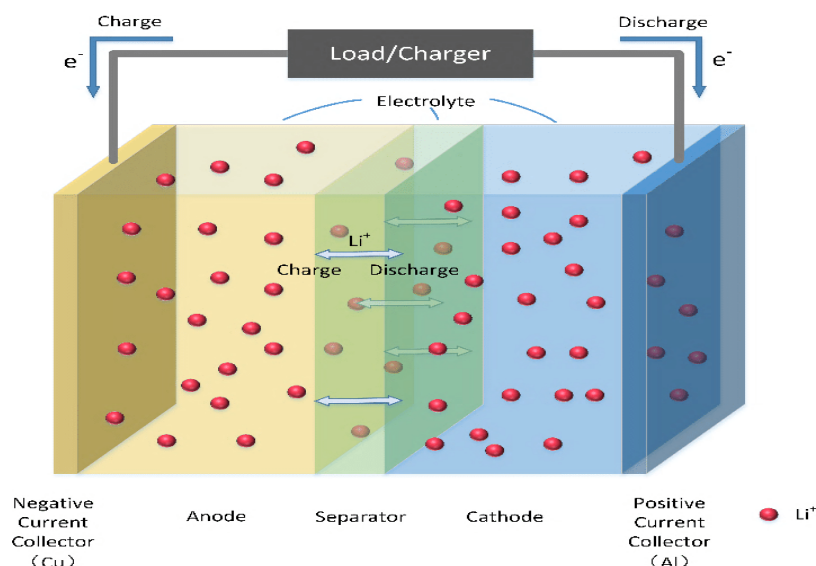 Charge
Discharge
e-
Load/Charger
e-
Electrolyte
Li+
Charge
Discharge
Negative
Current
Collector
（Cu）
Anode
Separator
Cathode
Positive
Current
Collector
（Al）
Li+